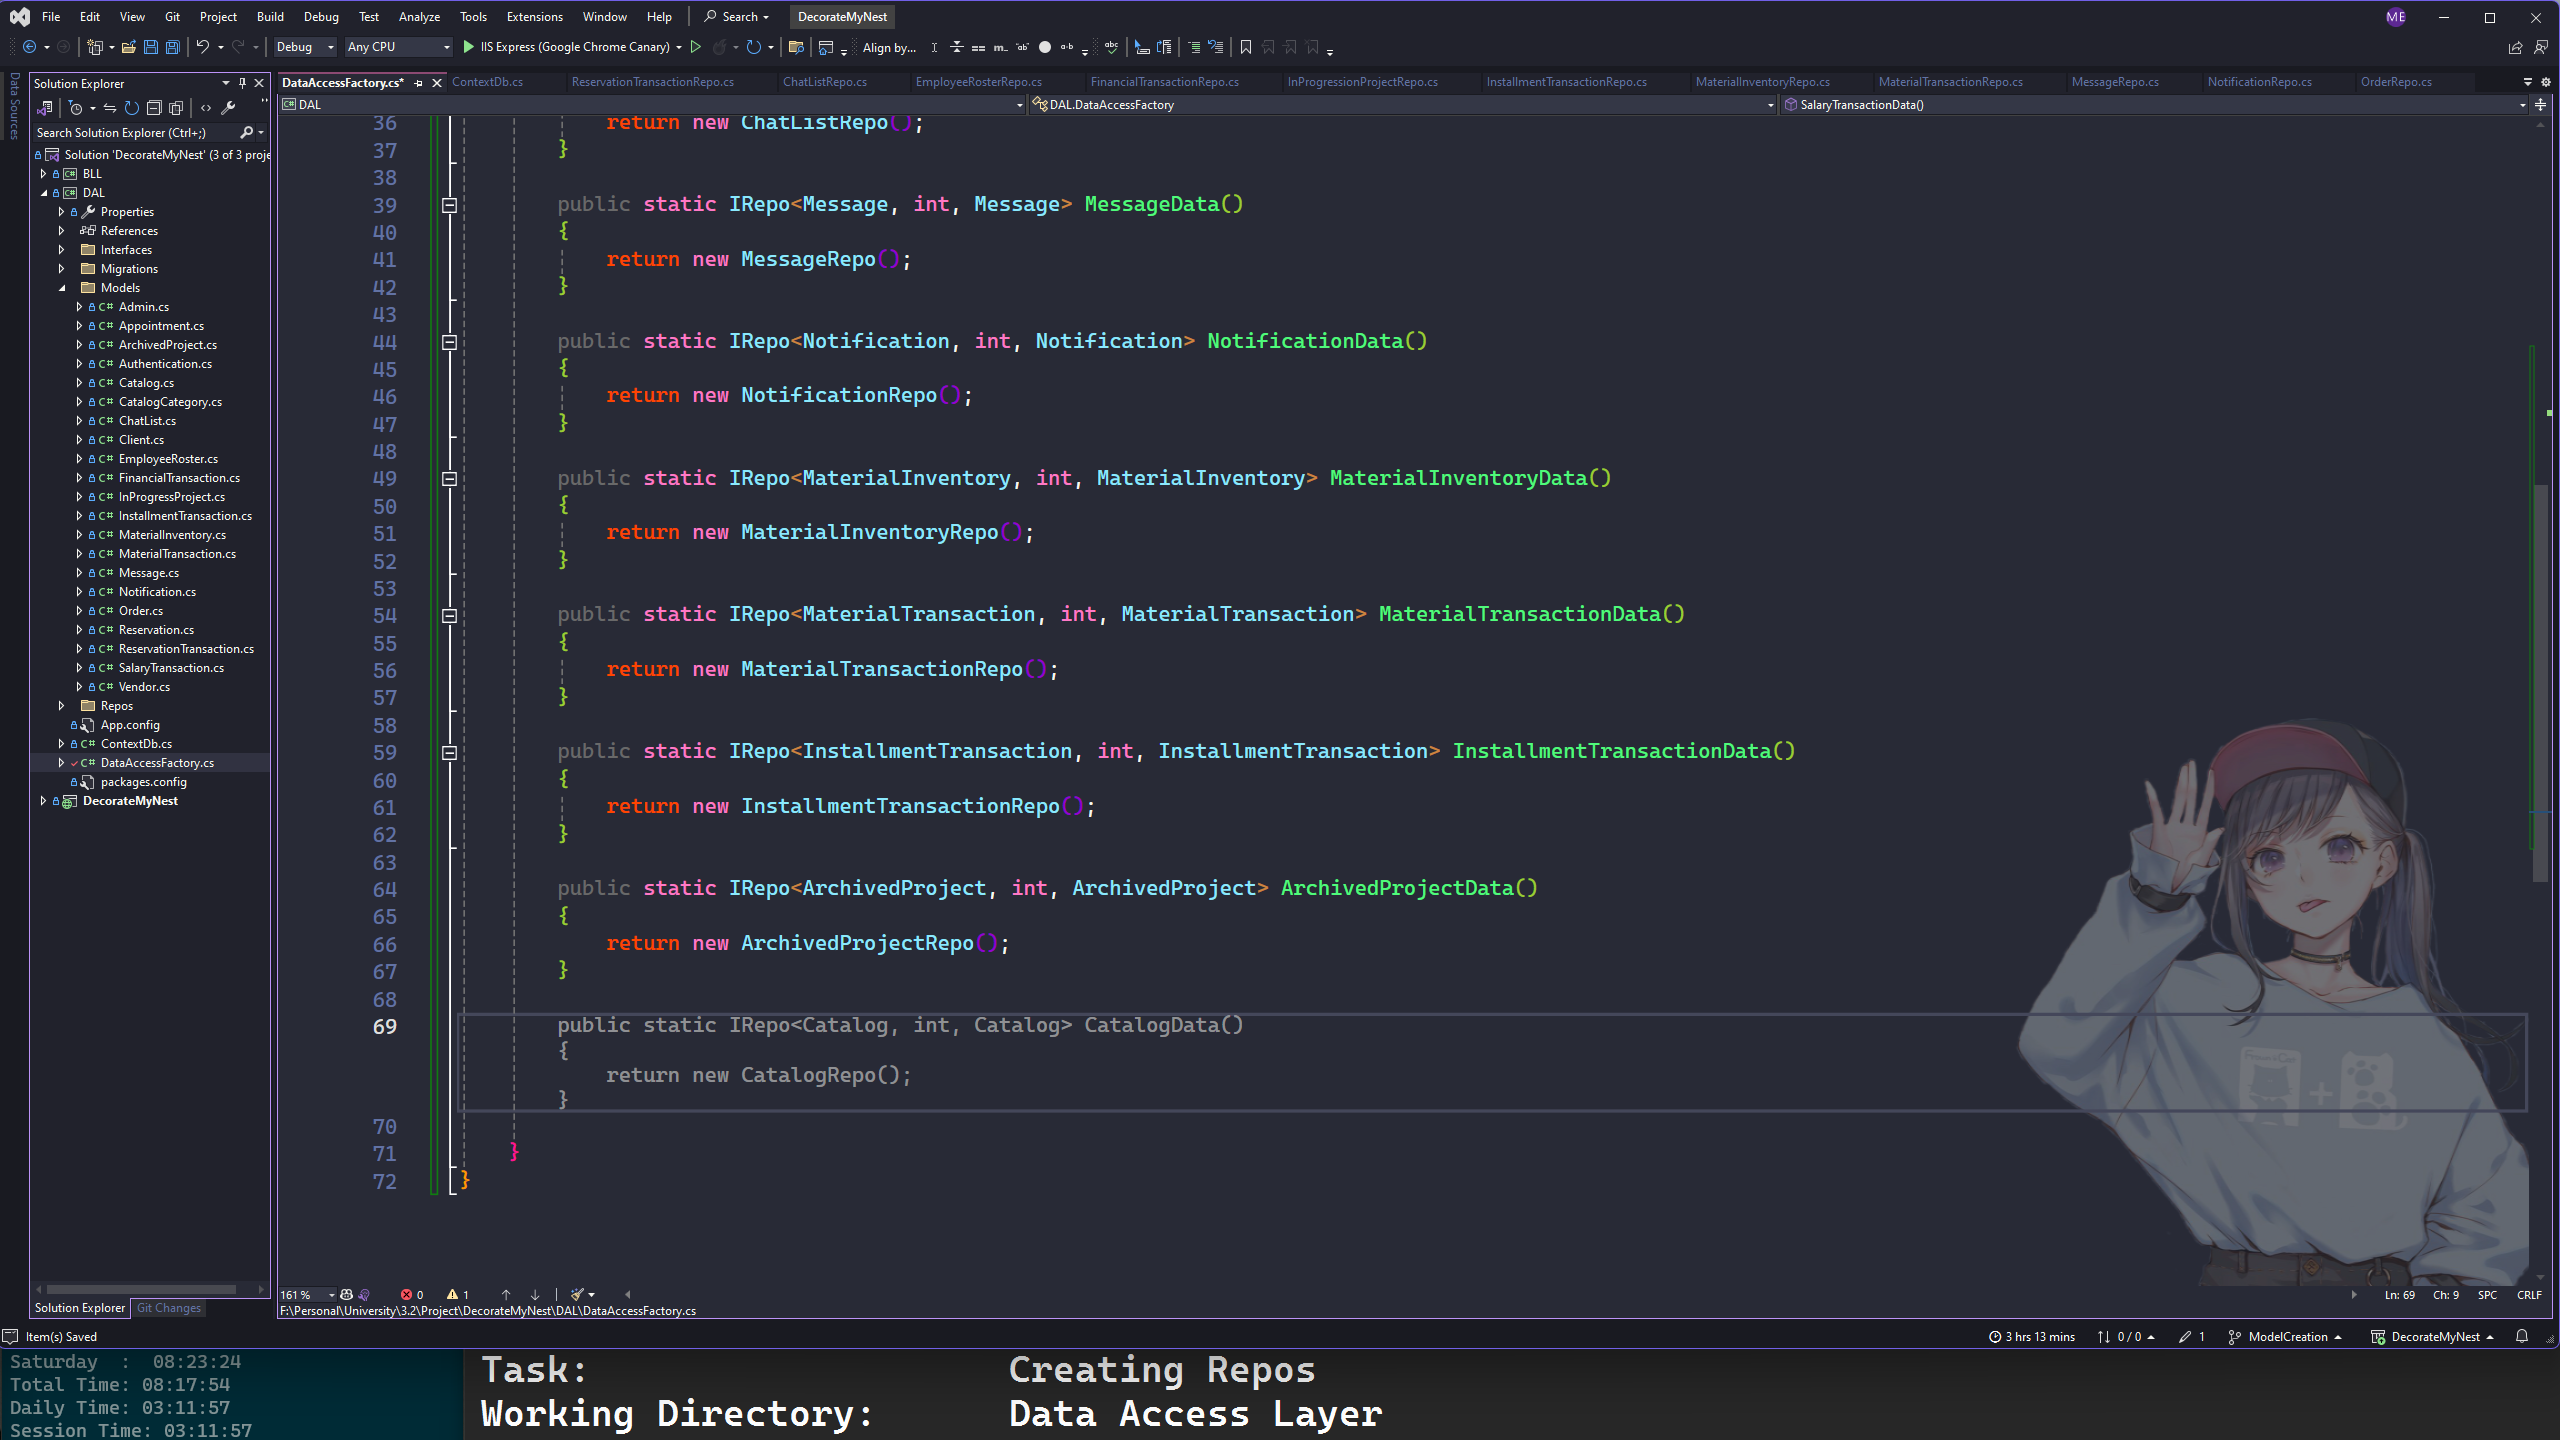 File Edit View Git Project Build Debug Test Analyze Tools Extensions Window Help Search DecorateMyNest ME
Debug Any CPU IIS Express (Google Chrome Canary) Align by...
Data Sources
Solution Explorer
Search Solution Explorer (Ctrl+;)
Solution 'DecorateMyNest' (3 of 3 proje
BLL
DAL
Properties
References
Interfaces
Migrations
Models
C# Admin.cs
C# Appointment.cs
C# ArchivedProject.cs
C# Authentication.cs
C# Catalog.cs
C# CatalogCategory.cs
C# ChatList.cs
C# Client.cs
C# EmployeeRoster.cs
C# FinancialTransaction.cs
C# InProgressProject.cs
C# InstallmentTransaction.cs
C# MaterialInventory.cs
C# MaterialTransaction.cs
C# Message.cs
C# Notification.cs
C# Order.cs
C# Reservation.cs
C# ReservationTransaction.cs
C# SalaryTransaction.cs
C# Vendor.cs
Repos
App.config
C# ContextDb.cs
C# DataAccessFactory.cs
packages.config
DecorateMyNest
Solution Explorer Git Changes
DataAccessFactory.cs* ContextDb.cs ReservationTransactionRepo.cs ChatListRepo.cs EmployeeRosterRepo.cs FinancialTransactionRepo.cs InProgressionProjectRepo.cs InstallmentTransactionRepo.cs MaterialInventoryRepo.cs MaterialTransactionRepo.cs MessageRepo.cs NotificationRepo.cs OrderRepo.cs
C# DAL DAL.DataAccessFactory SalaryTransactionData()
36 return new ChatListRepo();
37 }
38
39 public static IRepo<Message, int, Message> MessageData()
40 {
41 return new MessageRepo();
42 }
43
44 public static IRepo<Notification, int, Notification> NotificationData()
45 {
46 return new NotificationRepo();
47 }
48
49 public static IRepo<MaterialInventory, int, MaterialInventory> MaterialInventoryData()
50 {
51 return new MaterialInventoryRepo();
52 }
53
54 public static IRepo<MaterialTransaction, int, MaterialTransaction> MaterialTransactionData()
55 {
56 return new MaterialTransactionRepo();
57 }
58
59 public static IRepo<InstallmentTransaction, int, InstallmentTransaction> InstallmentTransactionData()
60 {
61 return new InstallmentTransactionRepo();
62 }
63
64 public static IRepo<ArchivedProject, int, ArchivedProject> ArchivedProjectData()
65 {
66 return new ArchivedProjectRepo();
67 }
68
69 public static IRepo<Catalog, int, Catalog> CatalogData()
{
return new CatalogRepo();
}
70
71 }
72 }
161 % 0 1 Ln: 69 Ch: 9 SPC CRLF
F:\Personal\University\3.2\Project\DecorateMyNest\DAL\DataAccessFactory.cs
Item(s) Saved 3 hrs 13 mins 0 / 0 1 ModelCreation DecorateMyNest
Saturday : 08:23:24
Total Time: 08:17:54
Daily Time: 03:11:57
Session Time: 03:11:57
Task: Creating Repos
Working Directory: Data Access Layer